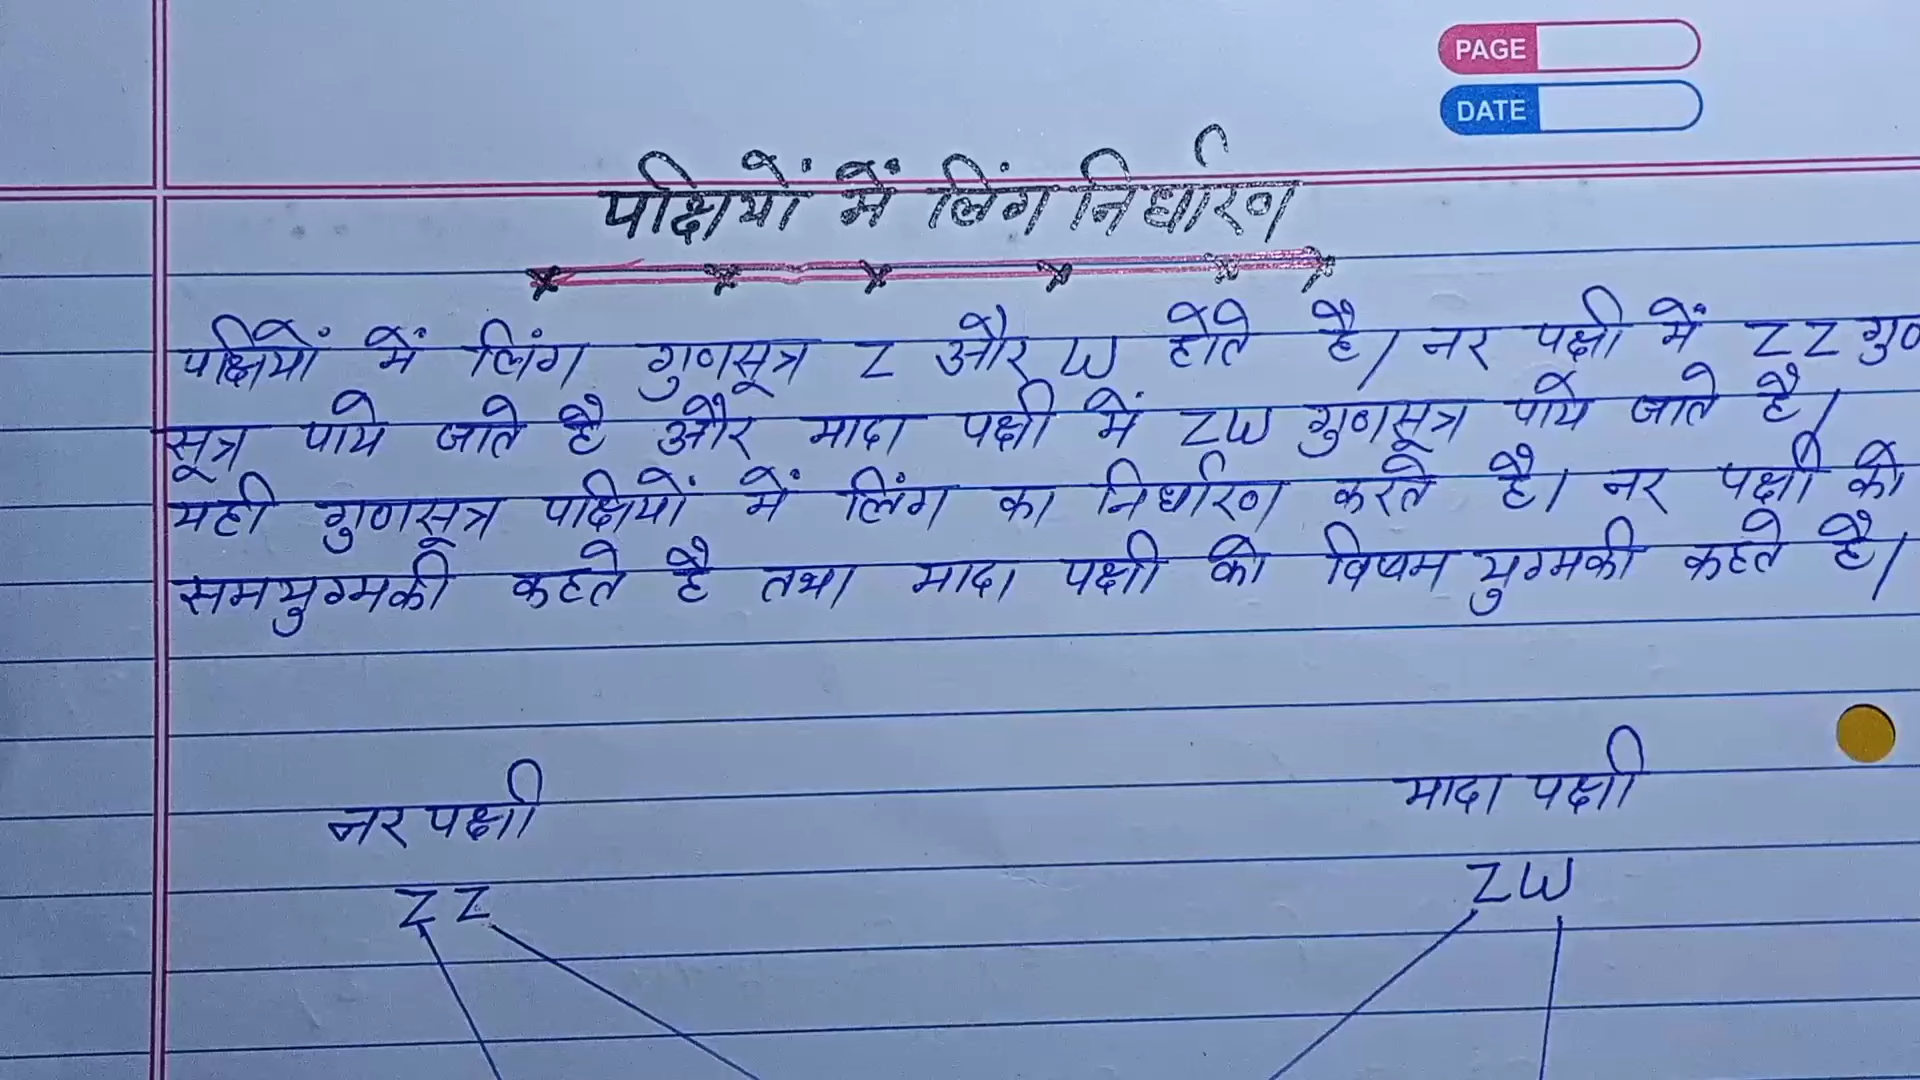 PAGE
DATE
पक्षियों में लिंग निर्धारण
पक्षियों में लिंग गुणसूत्र Z और W होते है। नर पक्षी में ZZ गुण
सूत्र पाये जाते है और मादा पक्षी में ZW गुणसूत्र पाये जाते है।
यही गुणसूत्र पक्षियों में लिंग का निर्धारण करते है। नर पक्षी को
समयुग्मकी कहते है तथा मादा पक्षी को विषम युग्मकी कहते है।
नर पक्षी
मादा पक्षी
ZZ
ZW